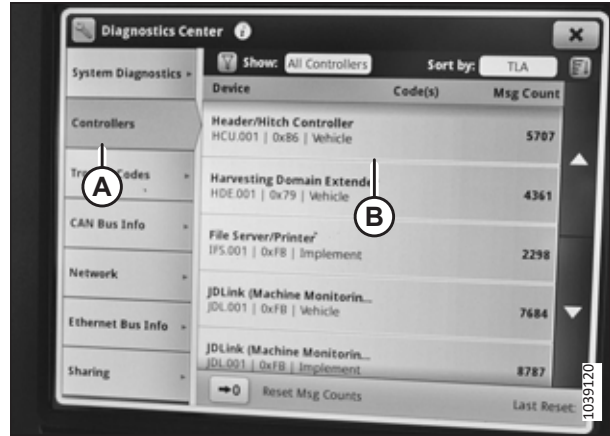 Diagnostics Center
System Diagnostics
Controllers
Codes
CAN Bus Info
Network
Ethernet Bus Info
Sharing
Show: All Controllers
Sort by: TLA
Device Code(s) Msg Count
Header/Hitch Controller
HCU.001 | 0xB6 | Vehicle 5707
Harvesting Domain Extende
HDE.001 | 0x79 | Vehicle 4361
File Server/Printer
IFS.001 | 0xFB | Implement 2298
JDLink (Machine Monitorin...
JDL.001 | 0xFB | Vehicle 7684
JDLink (Machine Monitorin...
JDL.001 | 0xFB | Implement 8787
→0 Reset Msg Counts
Last Reset:
A
B
1039120